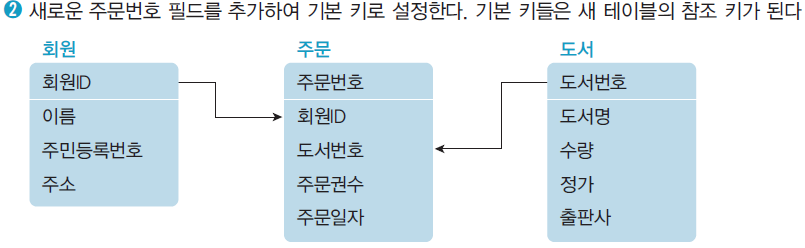 ❷ 새로운 주문번호 필드를 추가하여 기본 키로 설정한다. 기본 키들은 새 테이블의 참조 키가 된다
회원
회원ID
이름
주민등록번호
주소
주문
주문번호
회원ID
도서번호
주문권수
주문일자
도서
도서번호
도서명
수량
정가
출판사